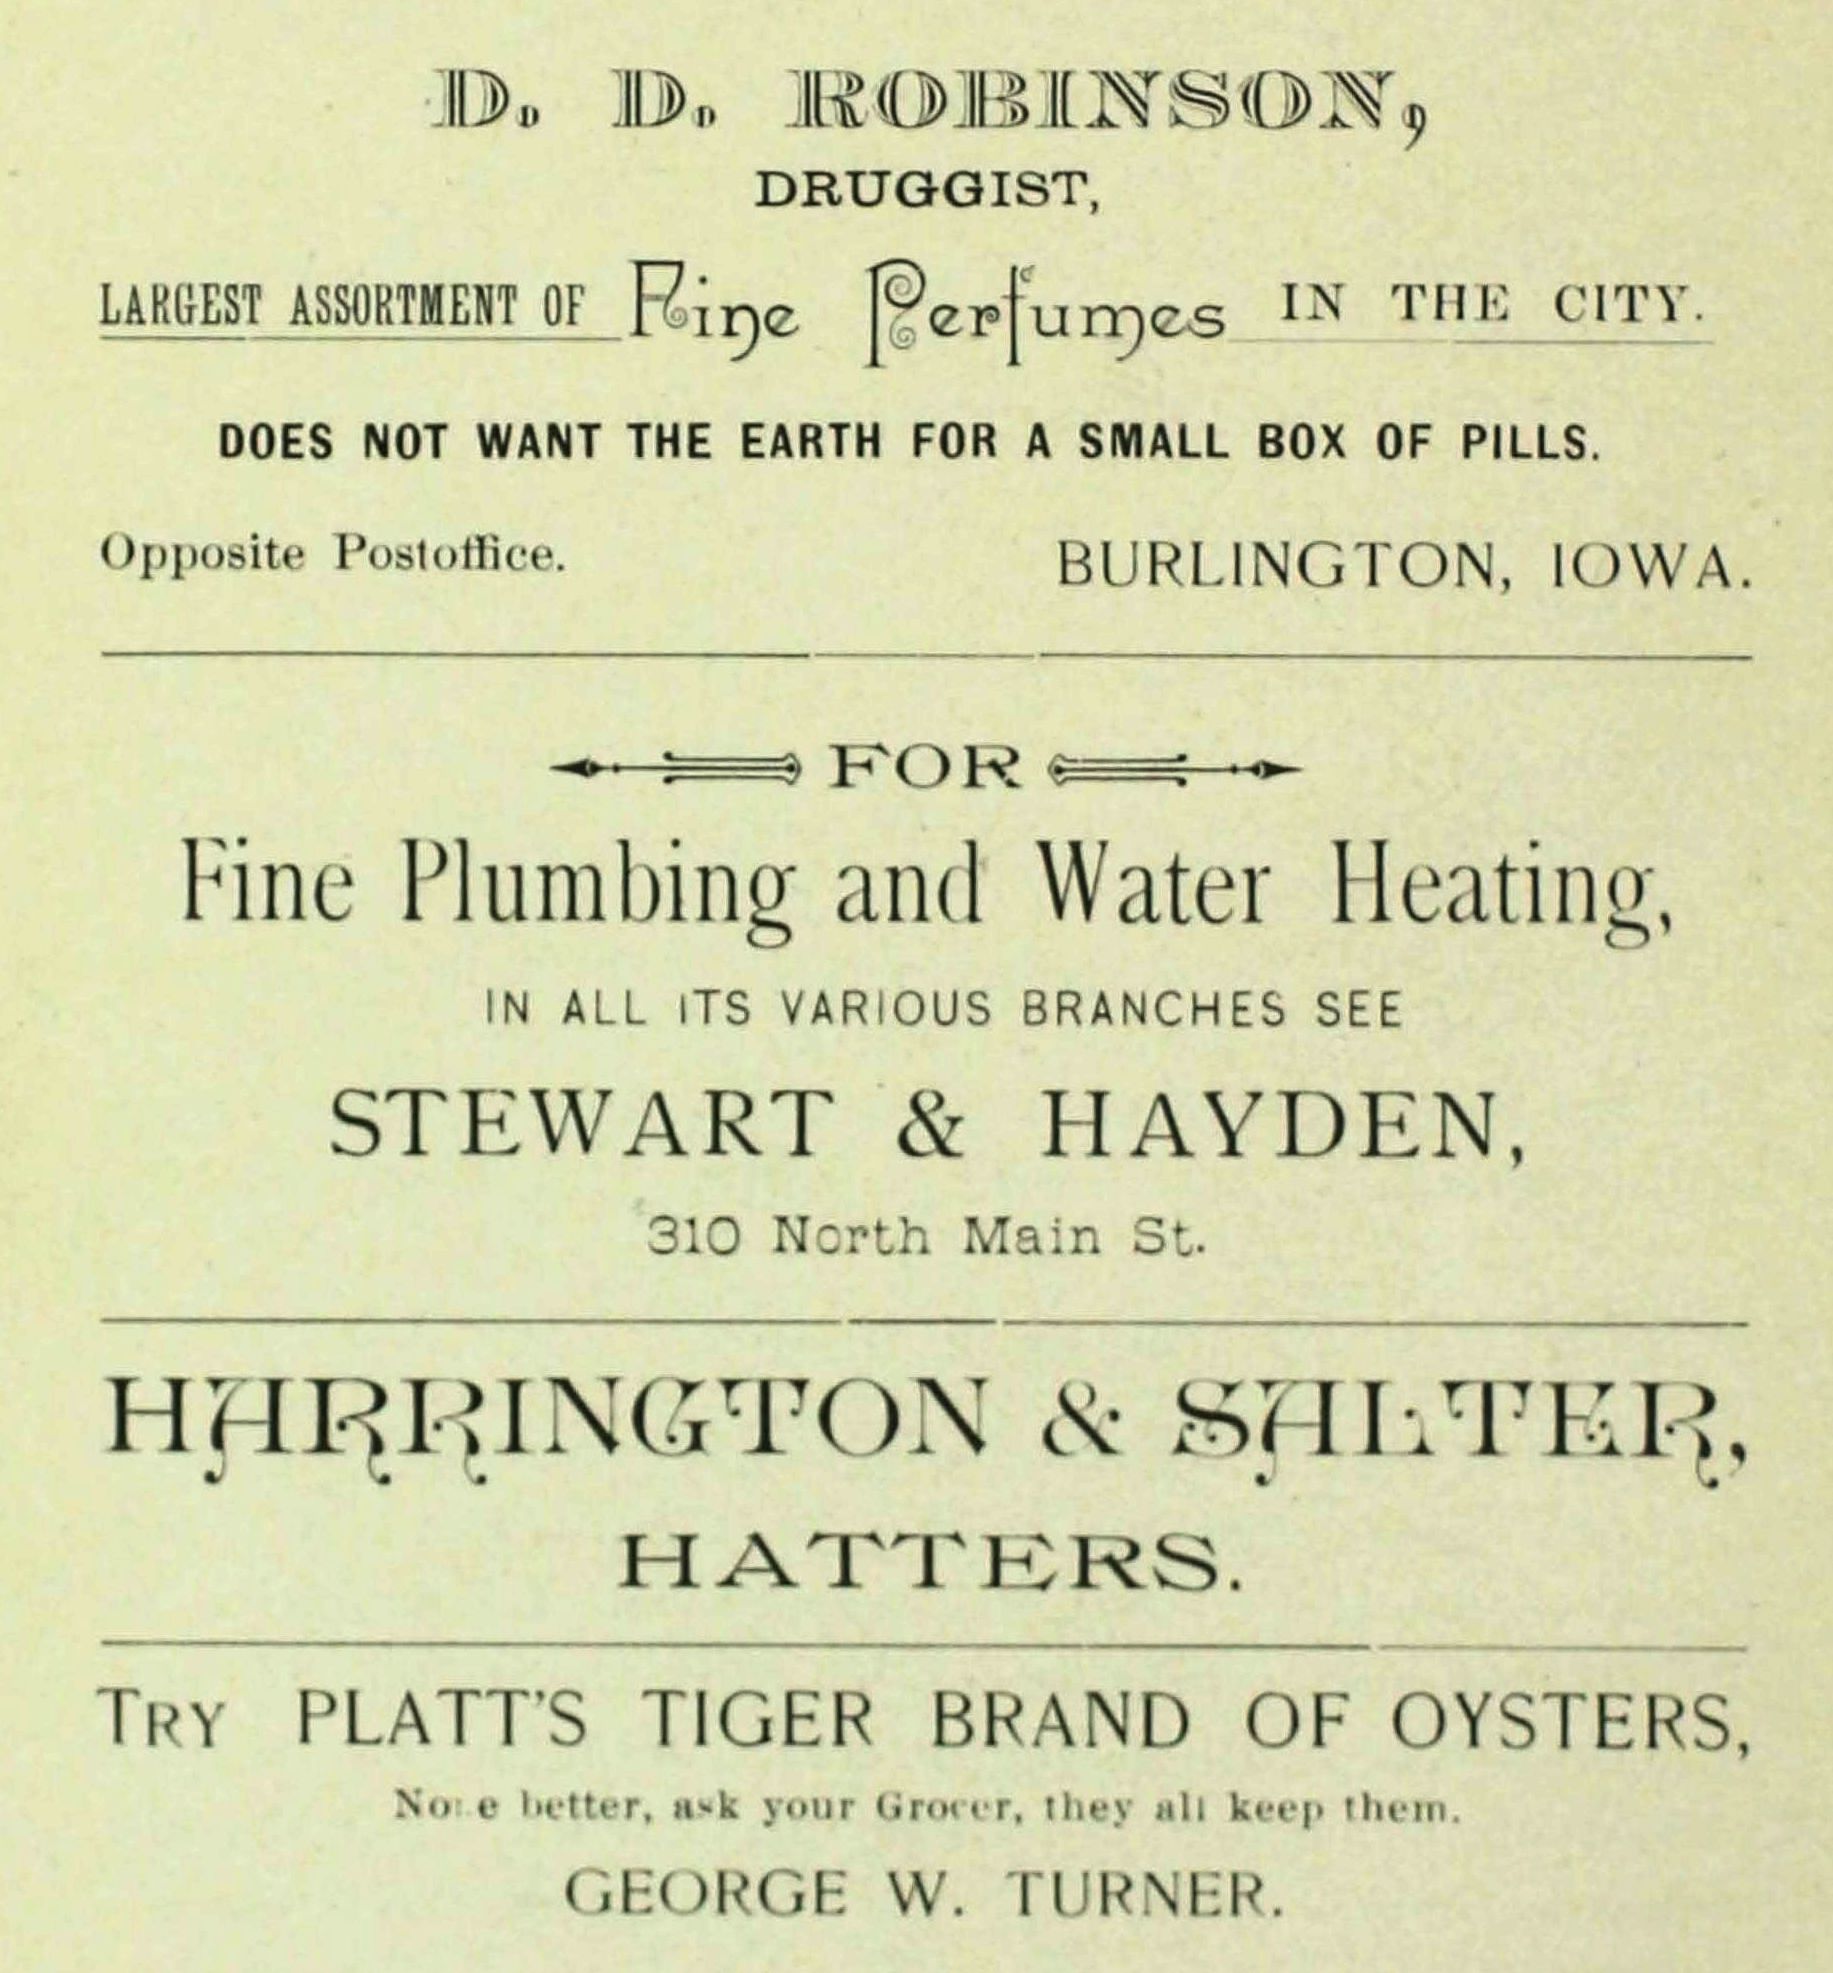 D. D. ROBINSON,
DRUGGIST,
LARGEST ASSORTMENT OF Fine Perfumes IN THE CITY.
DOES NOT WANT THE EARTH FOR A SMALL BOX OF PILLS.
Opposite Postoffice. BURLINGTON, IOWA.
FOR
Fine Plumbing and Water Heating,
IN ALL ITS VARIOUS BRANCHES SEE
STEWART & HAYDEN,
310 North Main St.
HARRINGTON & SALTER,
HATTERS.
TRY PLATT'S TIGER BRAND OF OYSTERS,
None better, ask your Grocer, they all keep them.
GEORGE W. TURNER.